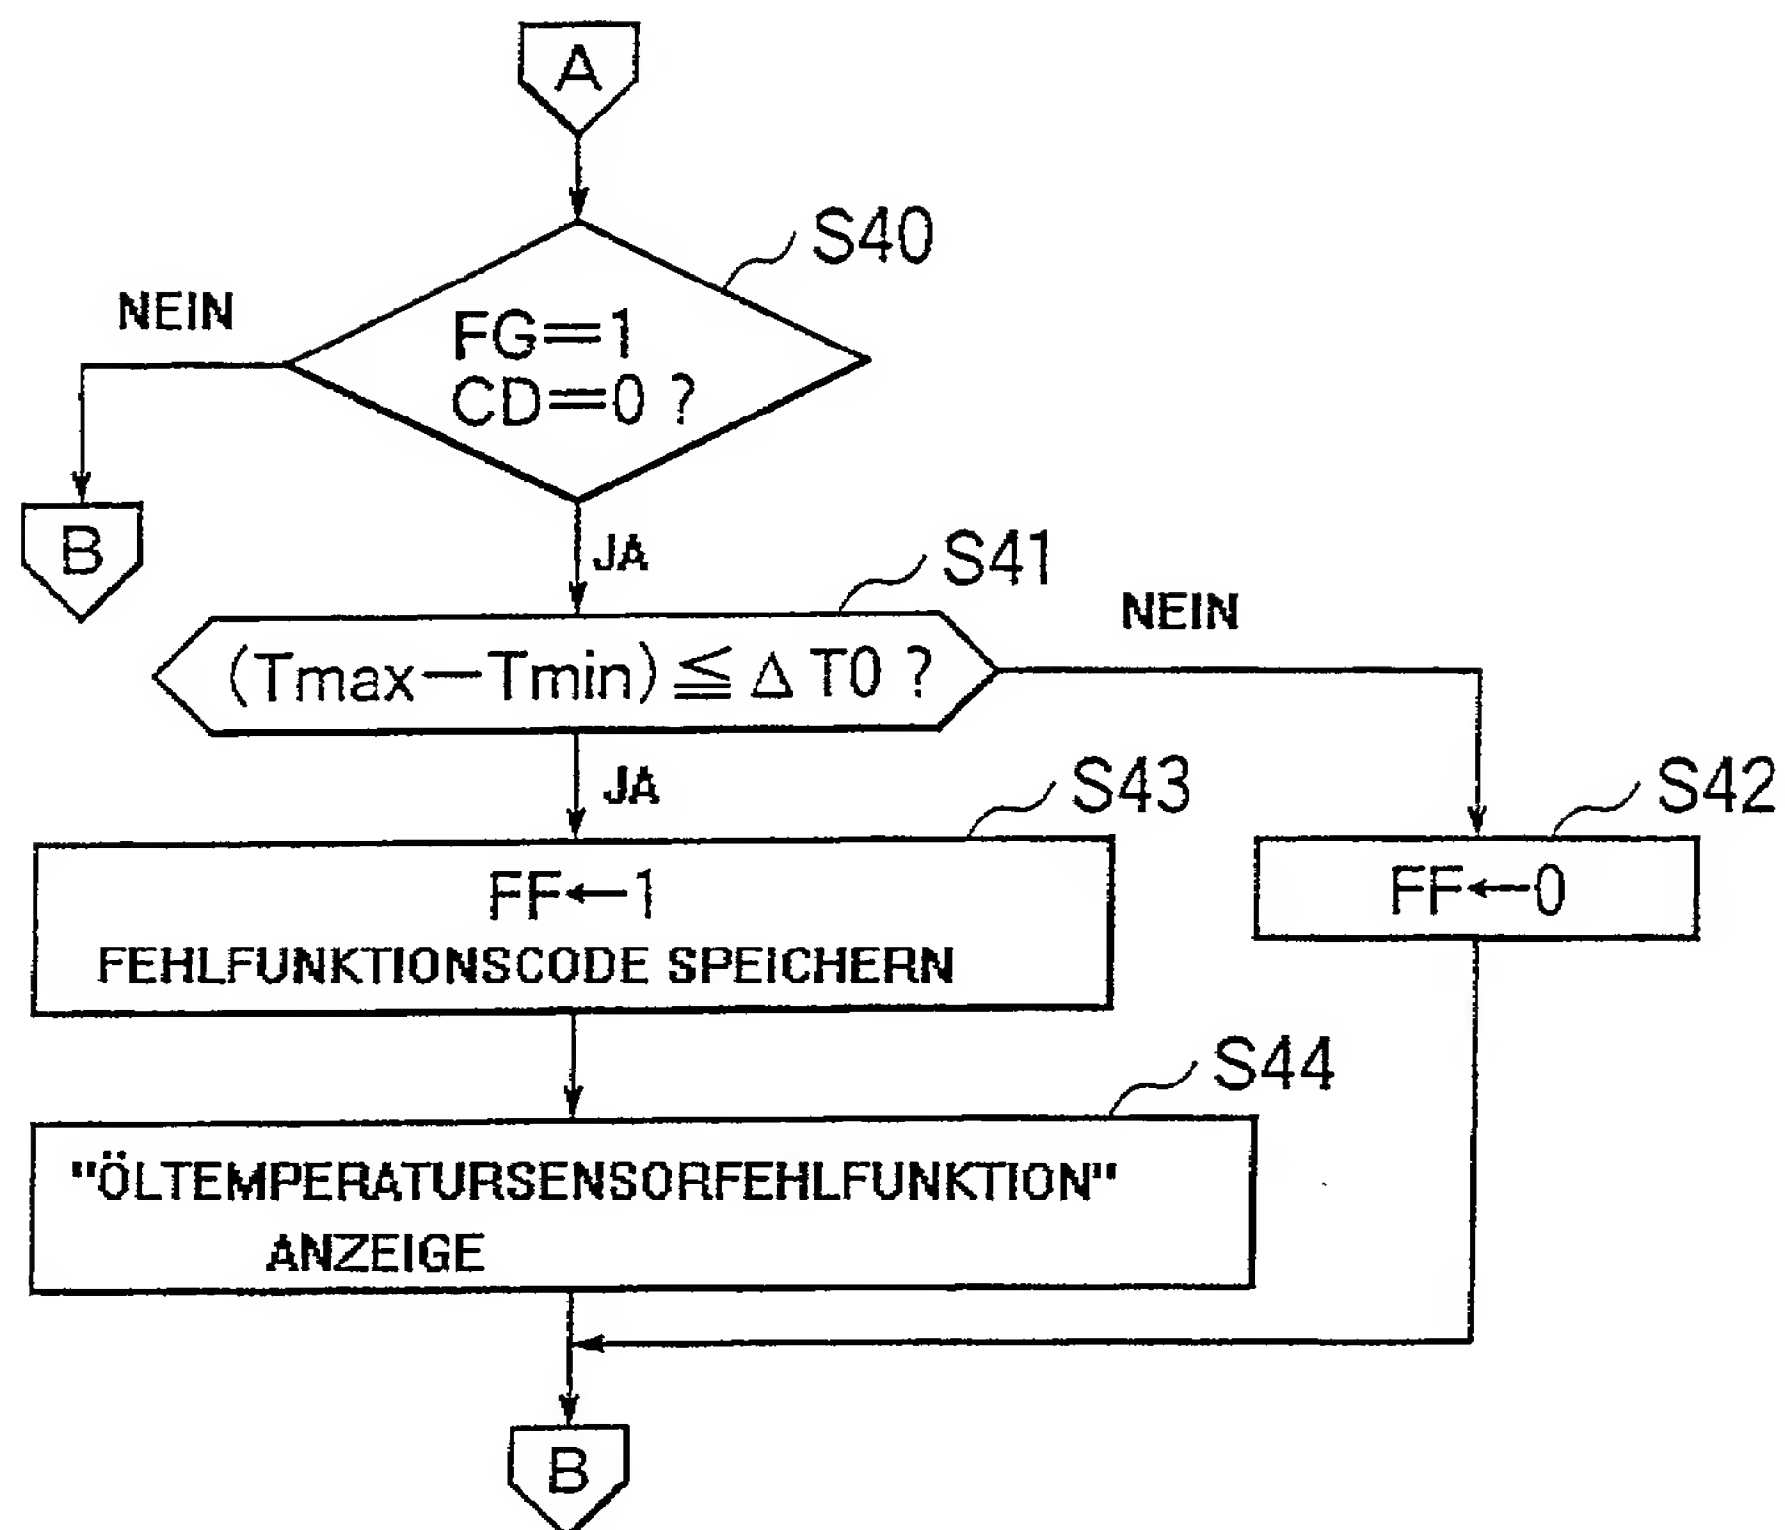 A
S40
NEIN
FG=1
CD=0 ?
B
JA
S41
NEIN
(Tmax−Tmin)≦ΔT0 ?
JA
S43
S42
FF←1
FEHLFUNKTIONSCODE SPEICHERN
FF←0
S44
"ÖLTEMPERATURSENSORFEHLFUNKTION"
ANZEIGE
B